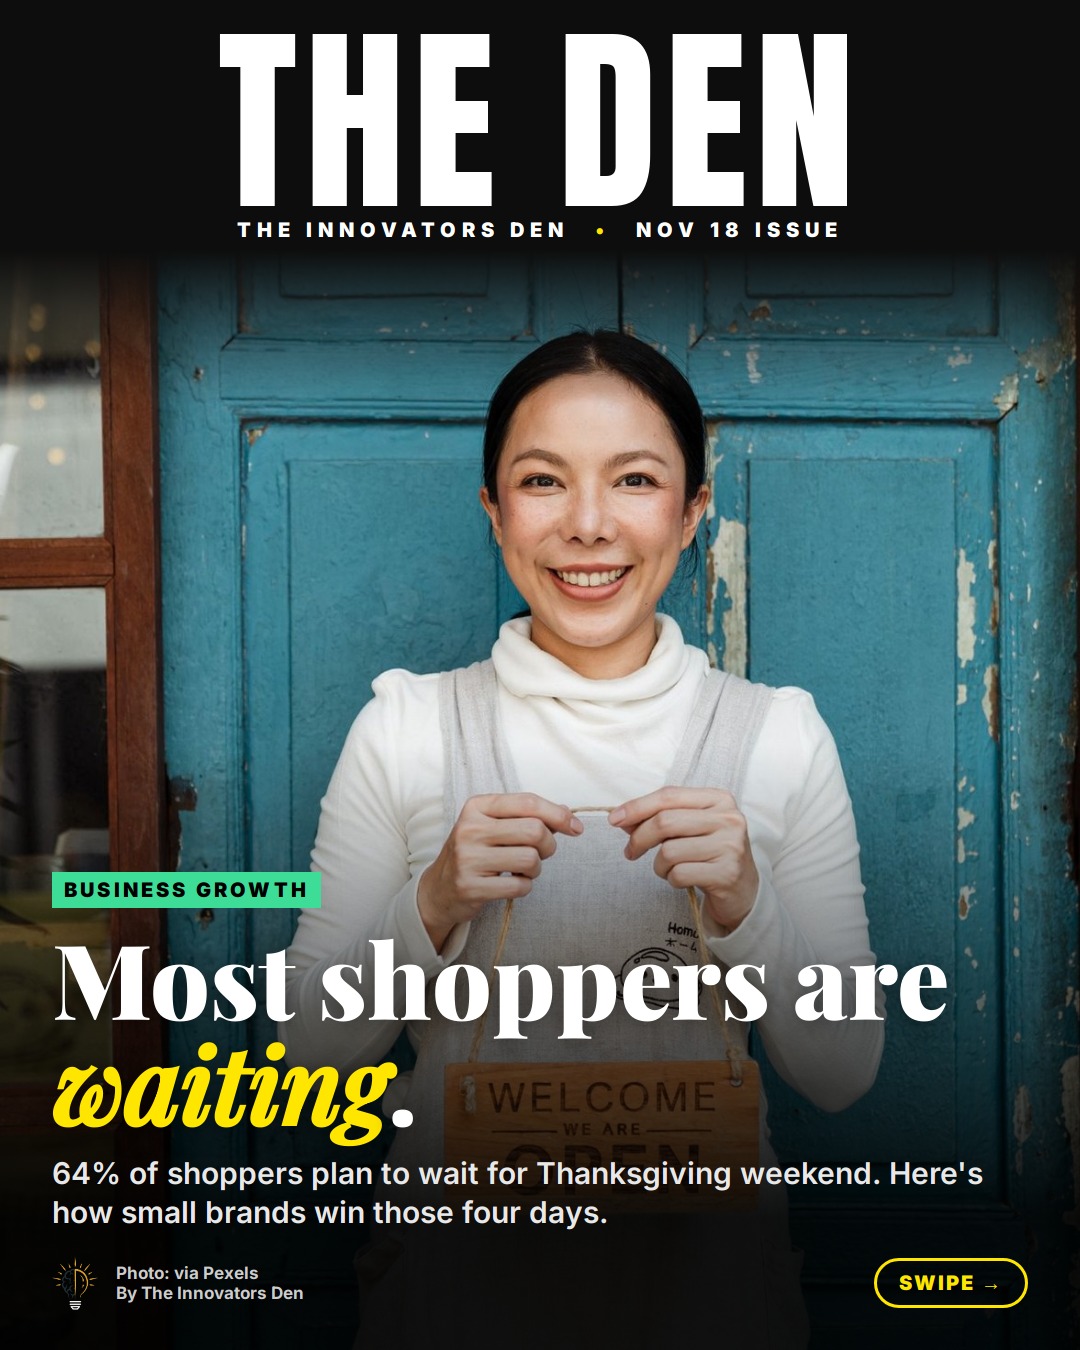 THE DEN
THE INNOVATORS DEN • NOV 18 ISSUE
BUSINESS GROWTH
Most shoppers are
waiting.
WELCOME
WE ARE
OPEN
64% of shoppers plan to wait for Thanksgiving weekend. Here's
how small brands win those four days.
Photo: via Pexels
By The Innovators Den
SWIPE →